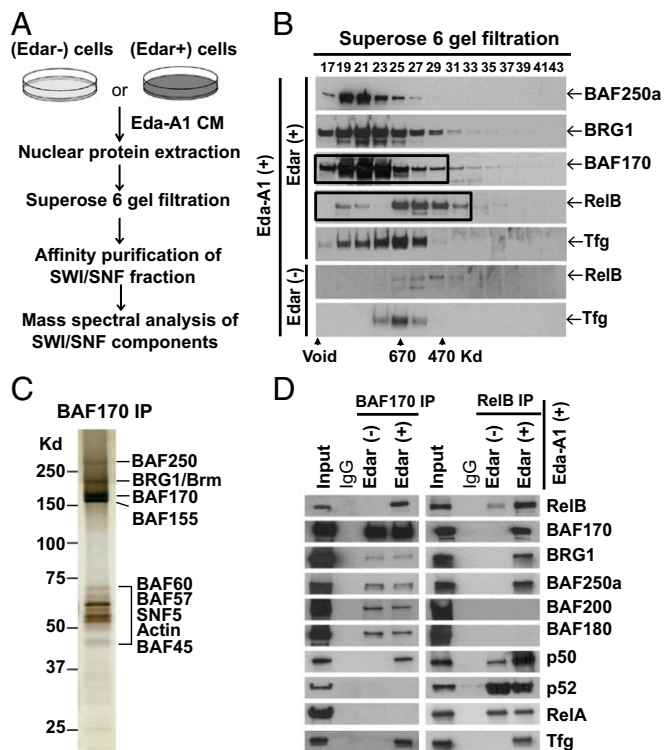 A
(Edar-) cells (Edar+) cells
or
Eda-A1 CM
Nuclear protein extraction
Superose 6 gel filtration
Affinity purification of
SWI/SNF fraction
Mass spectral analysis of
SWI/SNF components
B
Superose 6 gel filtration
17 19 21 23 25 27 29 31 33 35 37 39 41 43
Eda-A1 (+)
Edar (+)
BAF250a
BRG1
BAF170
RelB
Tfg
Edar (-)
RelB
Tfg
Void 670 470 Kd
C
BAF170 IP
Kd
250
150
100
75
50
37
25
BAF250
BRG1/Brm
BAF170
BAF155
BAF60
BAF57
SNF5
Actin
BAF45
D
BAF170 IP RelB IP
Input IgG Edar (-) Edar (+) Input IgG Edar (-) Edar (+) Eda-A1 (+)
RelB
BAF170
BRG1
BAF250a
BAF200
BAF180
p50
p52
RelA
Tfg